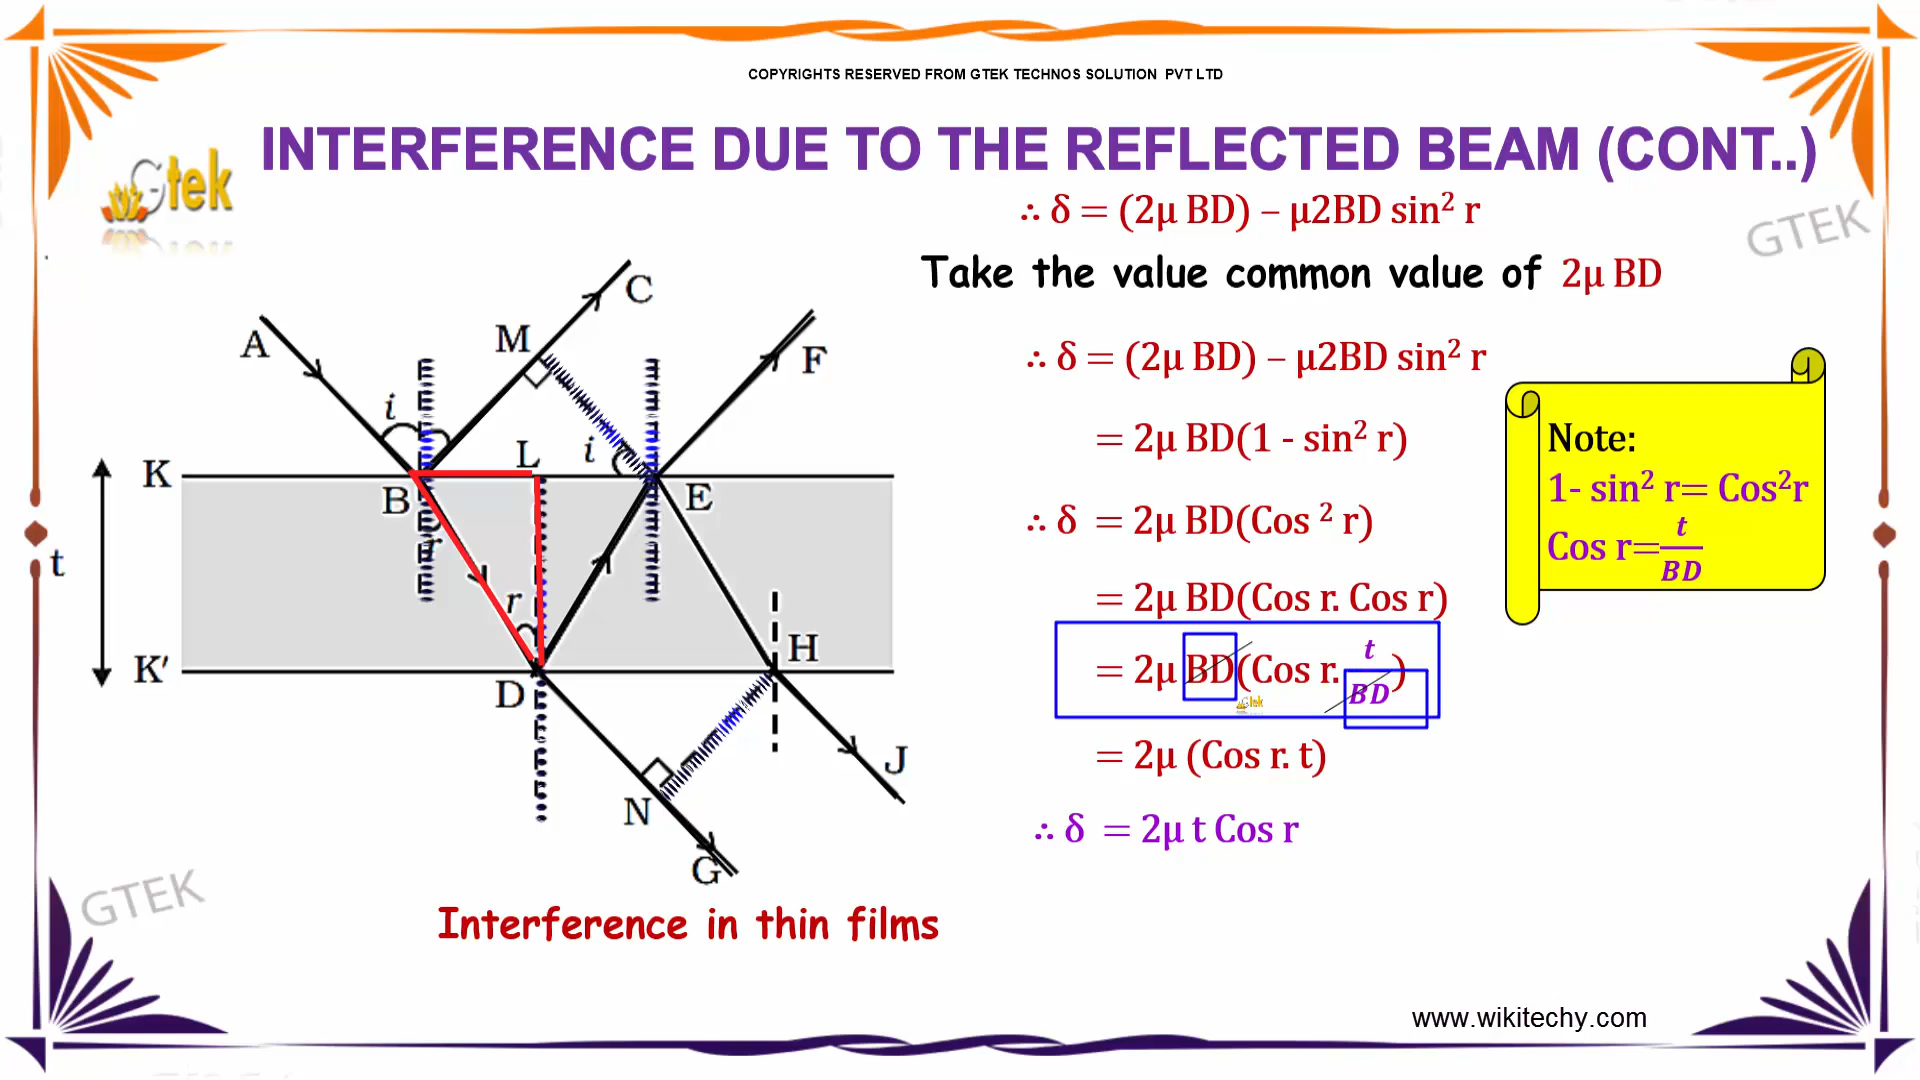 COPYRIGHTS RESERVED FROM GTEK TECHNOS SOLUTION PVT LTD
INTERFERENCE DUE TO THE REFLECTED BEAM (CONT..)
Gtek
GTEK
∴ δ = (2μ BD) – μ2BD sin² r
Take the value common value of 2μ BD
∴ δ = (2μ BD) – μ2BD sin² r
= 2μ BD(1 - sin² r)
∴ δ = 2μ BD(Cos ² r)
= 2μ BD(Cos r. Cos r)
= 2μ BD(Cos r. t/BD)
Gtek
= 2μ (Cos r. t)
∴ δ = 2μ t Cos r
Note:
1- sin² r= Cos²r
Cos r= t/BD
A
M
C
F
i
L
i
K
B
E
r
t
r
H
K'
D
J
N
G
GTEK
Interference in thin films
www.wikitechy.com